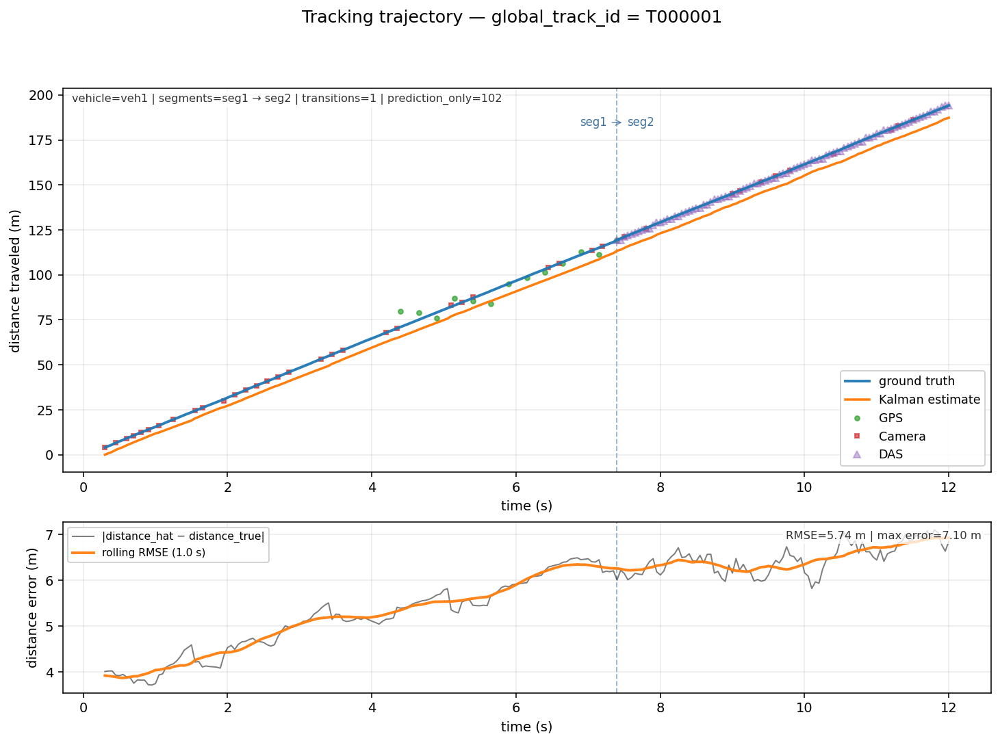 Tracking trajectory — global_track_id = T000001
vehicle=veh1 | segments=seg1 → seg2 | transitions=1 | prediction_only=102
seg1 → seg2
distance traveled (m)
200
175
150
125
100
75
50
25
0
ground truth
Kalman estimate
GPS
Camera
DAS
0 2 4 6 8 10 12
time (s)
|distance_hat − distance_true|
rolling RMSE (1.0 s)
RMSE=5.74 m | max error=7.10 m
distance error (m)
7
6
5
4
0 2 4 6 8 10 12
time (s)